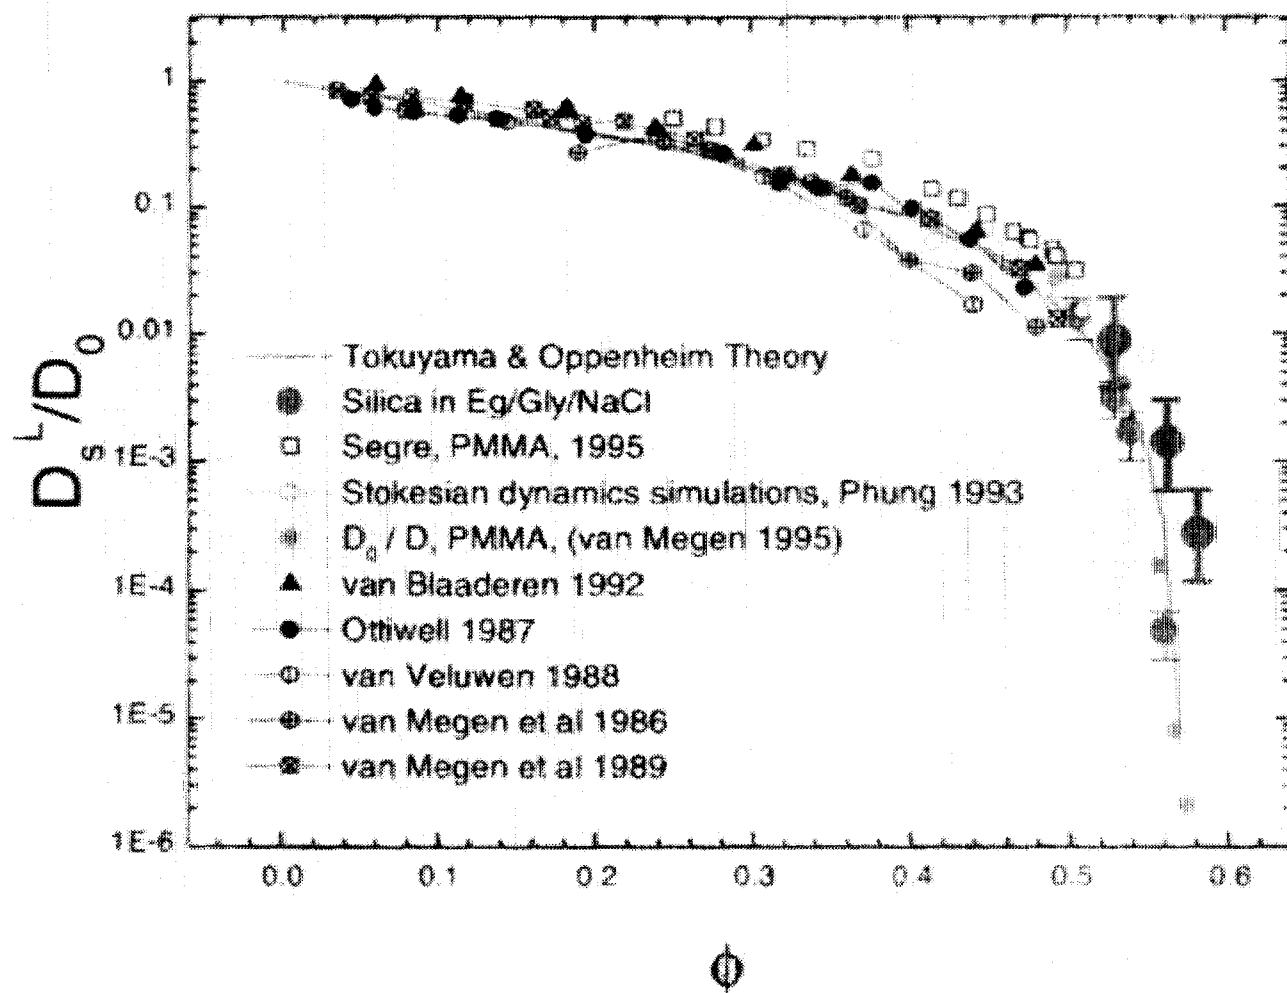 1
0.1
0.01
1E-3
1E-4
1E-5
1E-6
D_s^L/D_0
Tokuyama & Oppenheim Theory
Silica in Eg/Gly/NaCl
Segre, PMMA, 1995
Stokesian dynamics simulations, Phung 1993
D_q / D, PMMA, (van Megen 1995)
van Blaaderen 1992
Ottiwell 1987
van Veluwen 1988
van Megen et al 1986
van Megen et al 1989
0.0 0.1 0.2 0.3 0.4 0.5 0.6
ϕ